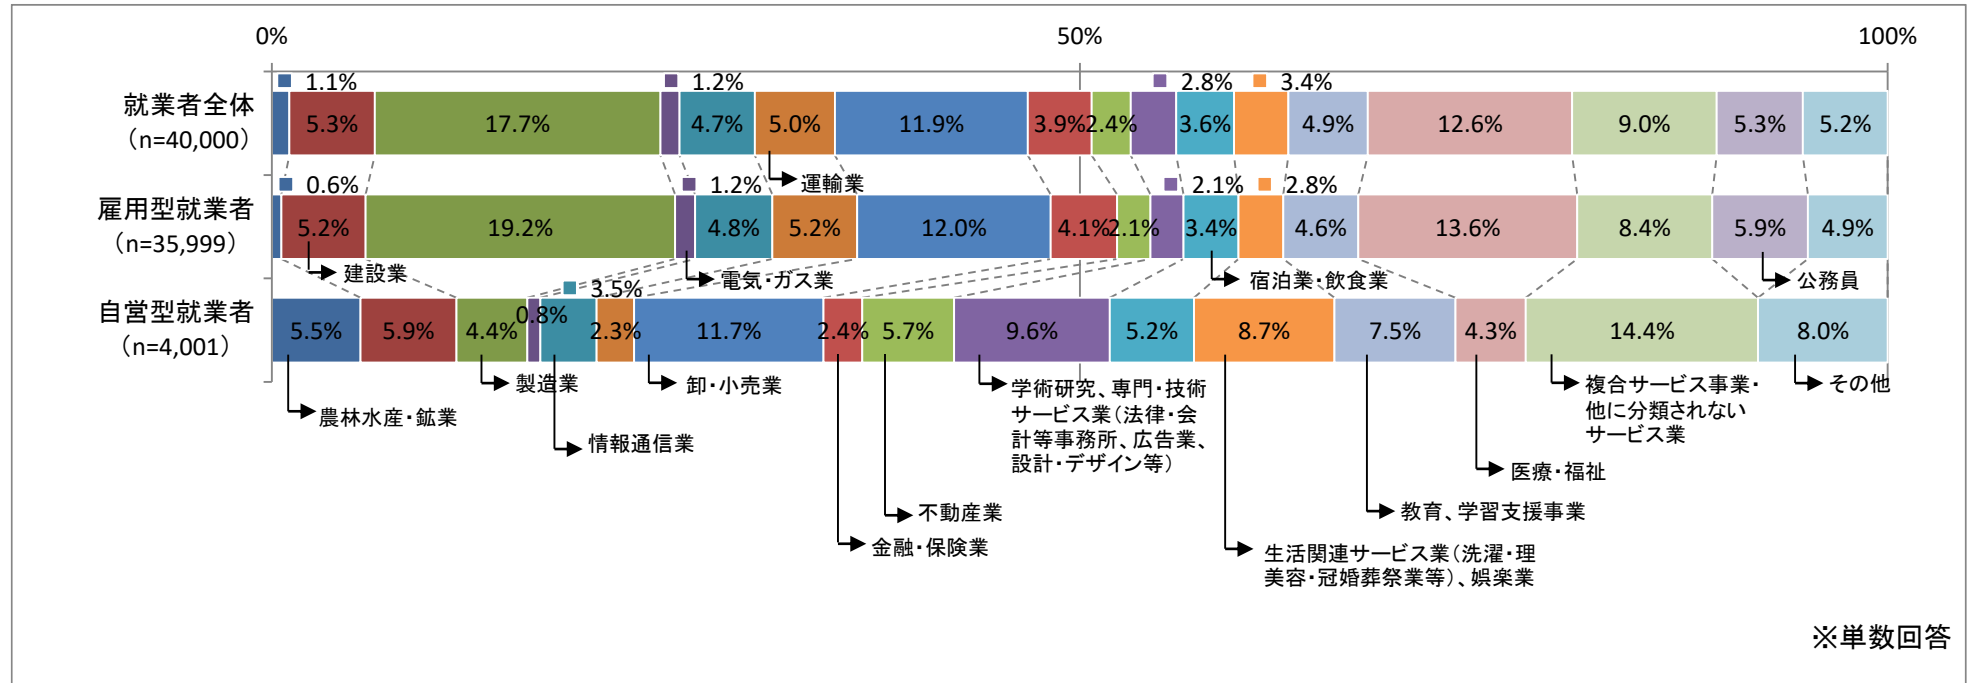 0%
50%
100%
1.1%
1.2%
2.8%
3.4%
就業者全体
（n=40,000）
5.3%
17.7%
4.7%
5.0%
11.9%
3.9%
2.4%
3.6%
4.9%
12.6%
9.0%
5.3%
5.2%
運輸業
0.6%
1.2%
2.1%
2.8%
雇用型就業者
（n=35,999）
5.2%
19.2%
4.8%
5.2%
12.0%
4.1%
2.1%
3.4%
4.6%
13.6%
8.4%
5.9%
4.9%
建設業
電気・ガス業
宿泊業・飲食業
公務員
3.5%
0.8%
自営型就業者
（n=4,001）
5.5%
5.9%
4.4%
2.3%
11.7%
2.4%
5.7%
9.6%
5.2%
8.7%
7.5%
4.3%
14.4%
8.0%
農林水産・鉱業
製造業
情報通信業
卸・小売業
金融・保険業
不動産業
学術研究、専門・技術
サービス業（法律・会
計等事務所、広告業、
設計・デザイン等）
生活関連サービス業（洗濯・理
美容・冠婚葬祭業等）、娯楽業
教育、学習支援事業
医療・福祉
複合サービス事業・
他に分類されない
サービス業
その他
※単数回答